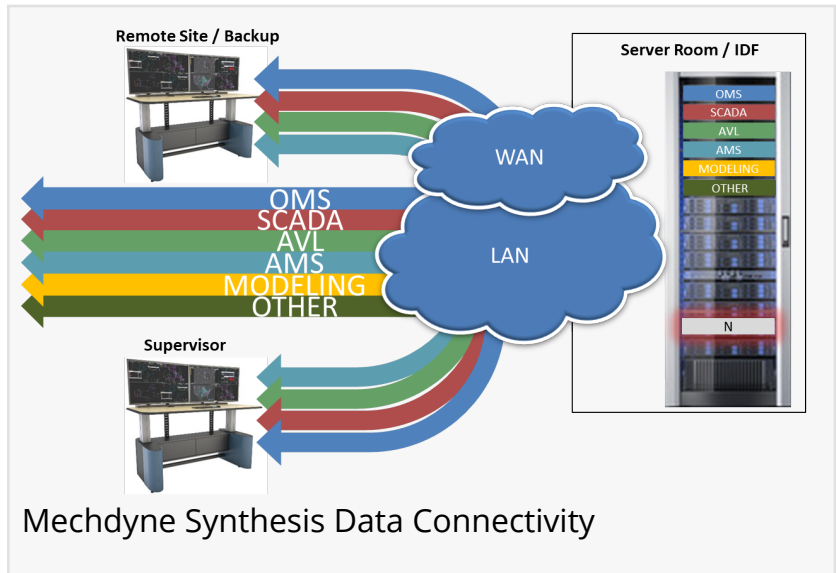 Remote Site / Backup
Server Room / IDF
OMS
SCADA
AVL
AMS
MODELING
OTHER
N
WAN
LAN
OMS
SCADA
AVL
AMS
MODELING
OTHER
Supervisor
Mechdyne Synthesis Data Connectivity